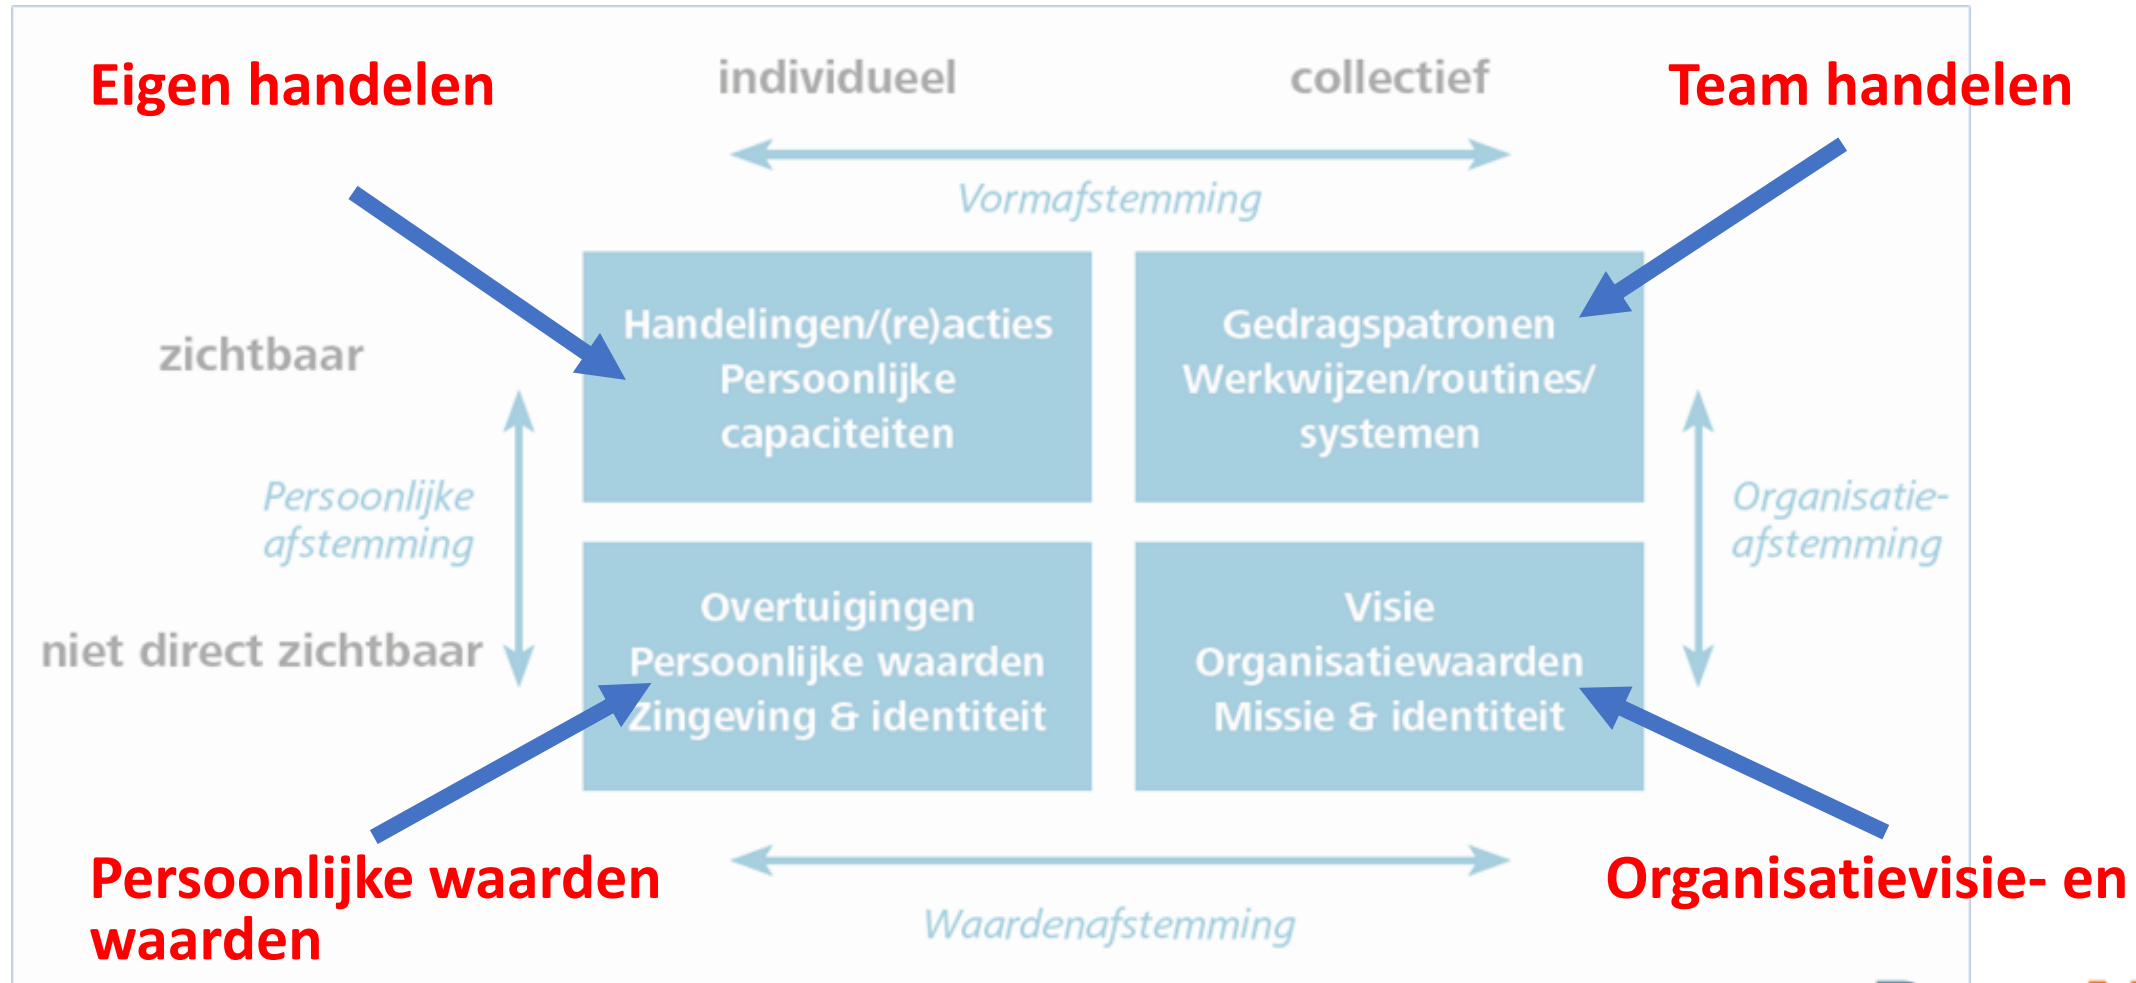 Eigen handelen
individueel
collectief
Team handelen
Vormafstemming
zichtbaar
Handelingen/(re)acties
Persoonlijke
capaciteiten
Gedragspatronen
Werkwijzen/routines/
systemen
Persoonlijke
afstemming
Organisatie-
afstemming
niet direct zichtbaar
Overtuigingen
Persoonlijke waarden
Zingeving & identiteit
Visie
Organisatiewaarden
Missie & identiteit
Persoonlijke waarden
waarden
Organisatievisie- en
Waardenafstemming